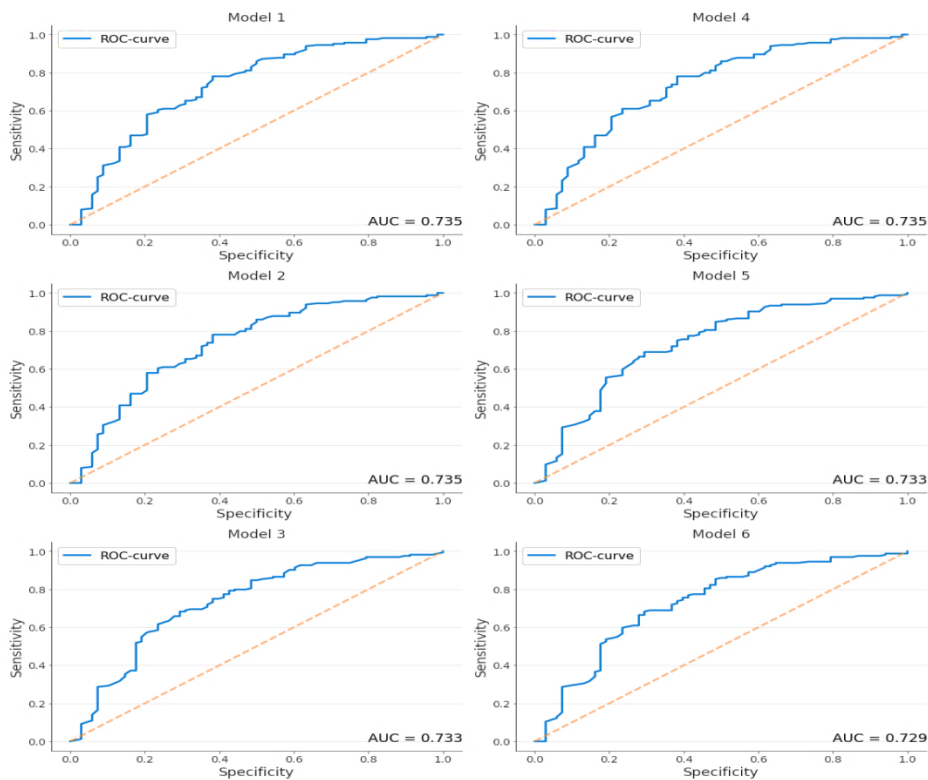 Model 1
1.0
0.8
0.6
0.4
0.2
0.0
Sensitivity
ROC-curve
AUC = 0.735
0.0 0.2 0.4 0.6 0.8 1.0
Specificity
Model 4
1.0
0.8
0.6
0.4
0.2
0.0
Sensitivity
ROC-curve
AUC = 0.735
0.0 0.2 0.4 0.6 0.8 1.0
Specificity
Model 2
1.0
0.8
0.6
0.4
0.2
0.0
Sensitivity
ROC-curve
AUC = 0.735
0.0 0.2 0.4 0.6 0.8 1.0
Specificity
Model 5
1.0
0.8
0.6
0.4
0.2
0.0
Sensitivity
ROC-curve
AUC = 0.733
0.0 0.2 0.4 0.6 0.8 1.0
Specificity
Model 3
1.0
0.8
0.6
0.4
0.2
0.0
Sensitivity
ROC-curve
AUC = 0.733
0.0 0.2 0.4 0.6 0.8 1.0
Specificity
Model 6
1.0
0.8
0.6
0.4
0.2
0.0
Sensitivity
ROC-curve
AUC = 0.729
0.0 0.2 0.4 0.6 0.8 1.0
Specificity